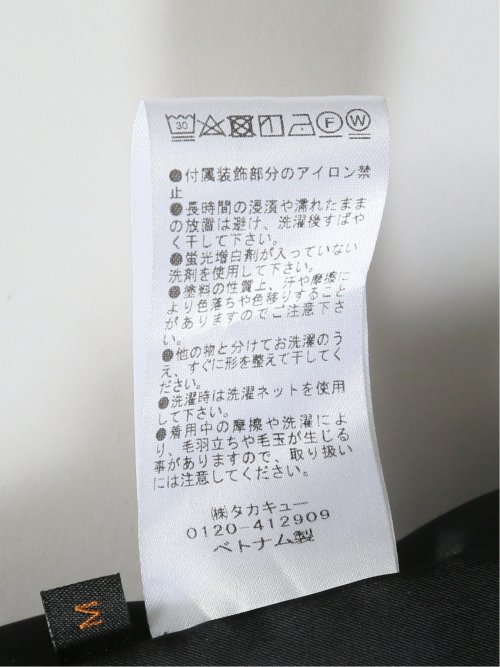 30 F W
●付属装飾部分のアイロン禁
止
●長時間の浸漬や濡れたまま
の放置は避け、洗濯後すばや
く干して下さい。
●蛍光増白剤が入っていない
洗剤を使用して下さい。
●塗料の性質上、汗や摩擦に
より色落ちや色移りすること
がありますのでご注意下さ
い。
●他の物と分けてお洗濯のう
え、すぐに形を整えて干してく
ださい。
●洗濯時は洗濯ネットを使用
して下さい。
●着用中の摩擦や洗濯によ
り、毛羽立ちや毛玉が生じる
事がありますので、取り扱い
には注意してください。
㈱タカキュー
0120-412909
ベトナム製
M